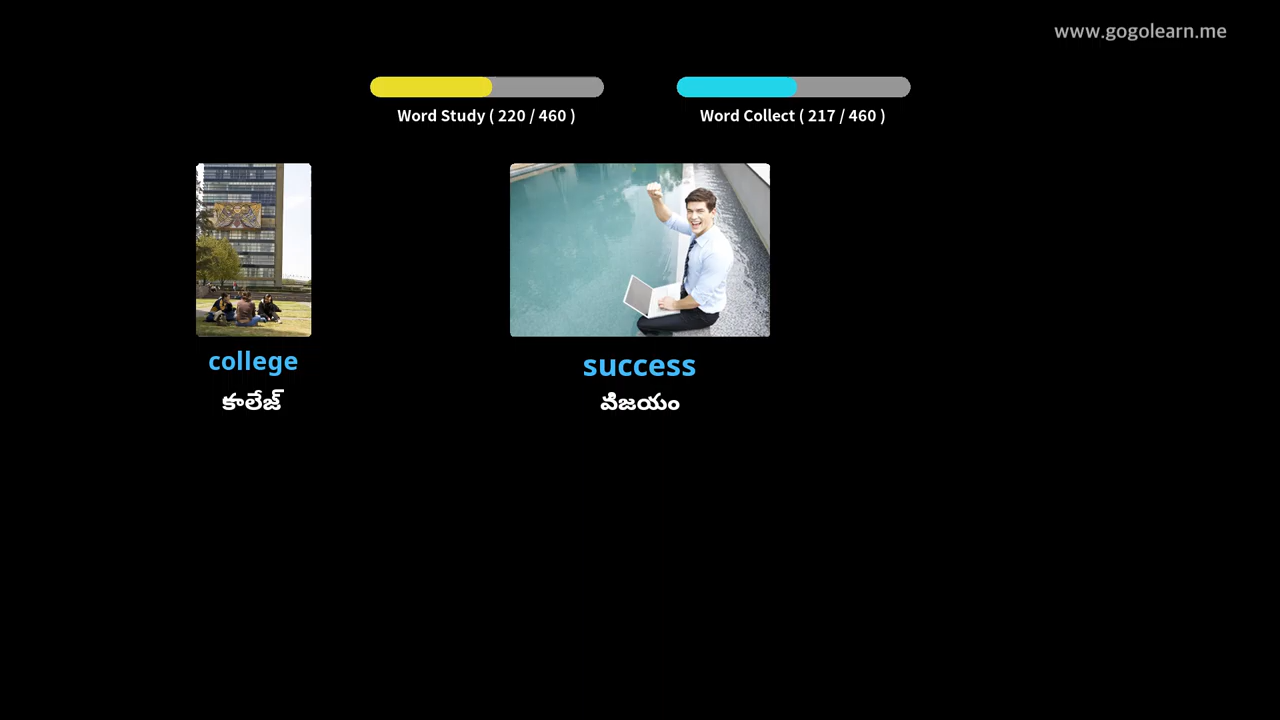 www.gogolearn.me
Word Study ( 220 / 460 )
Word Collect ( 217 / 460 )
college
కాలేజ్
success
విజయం